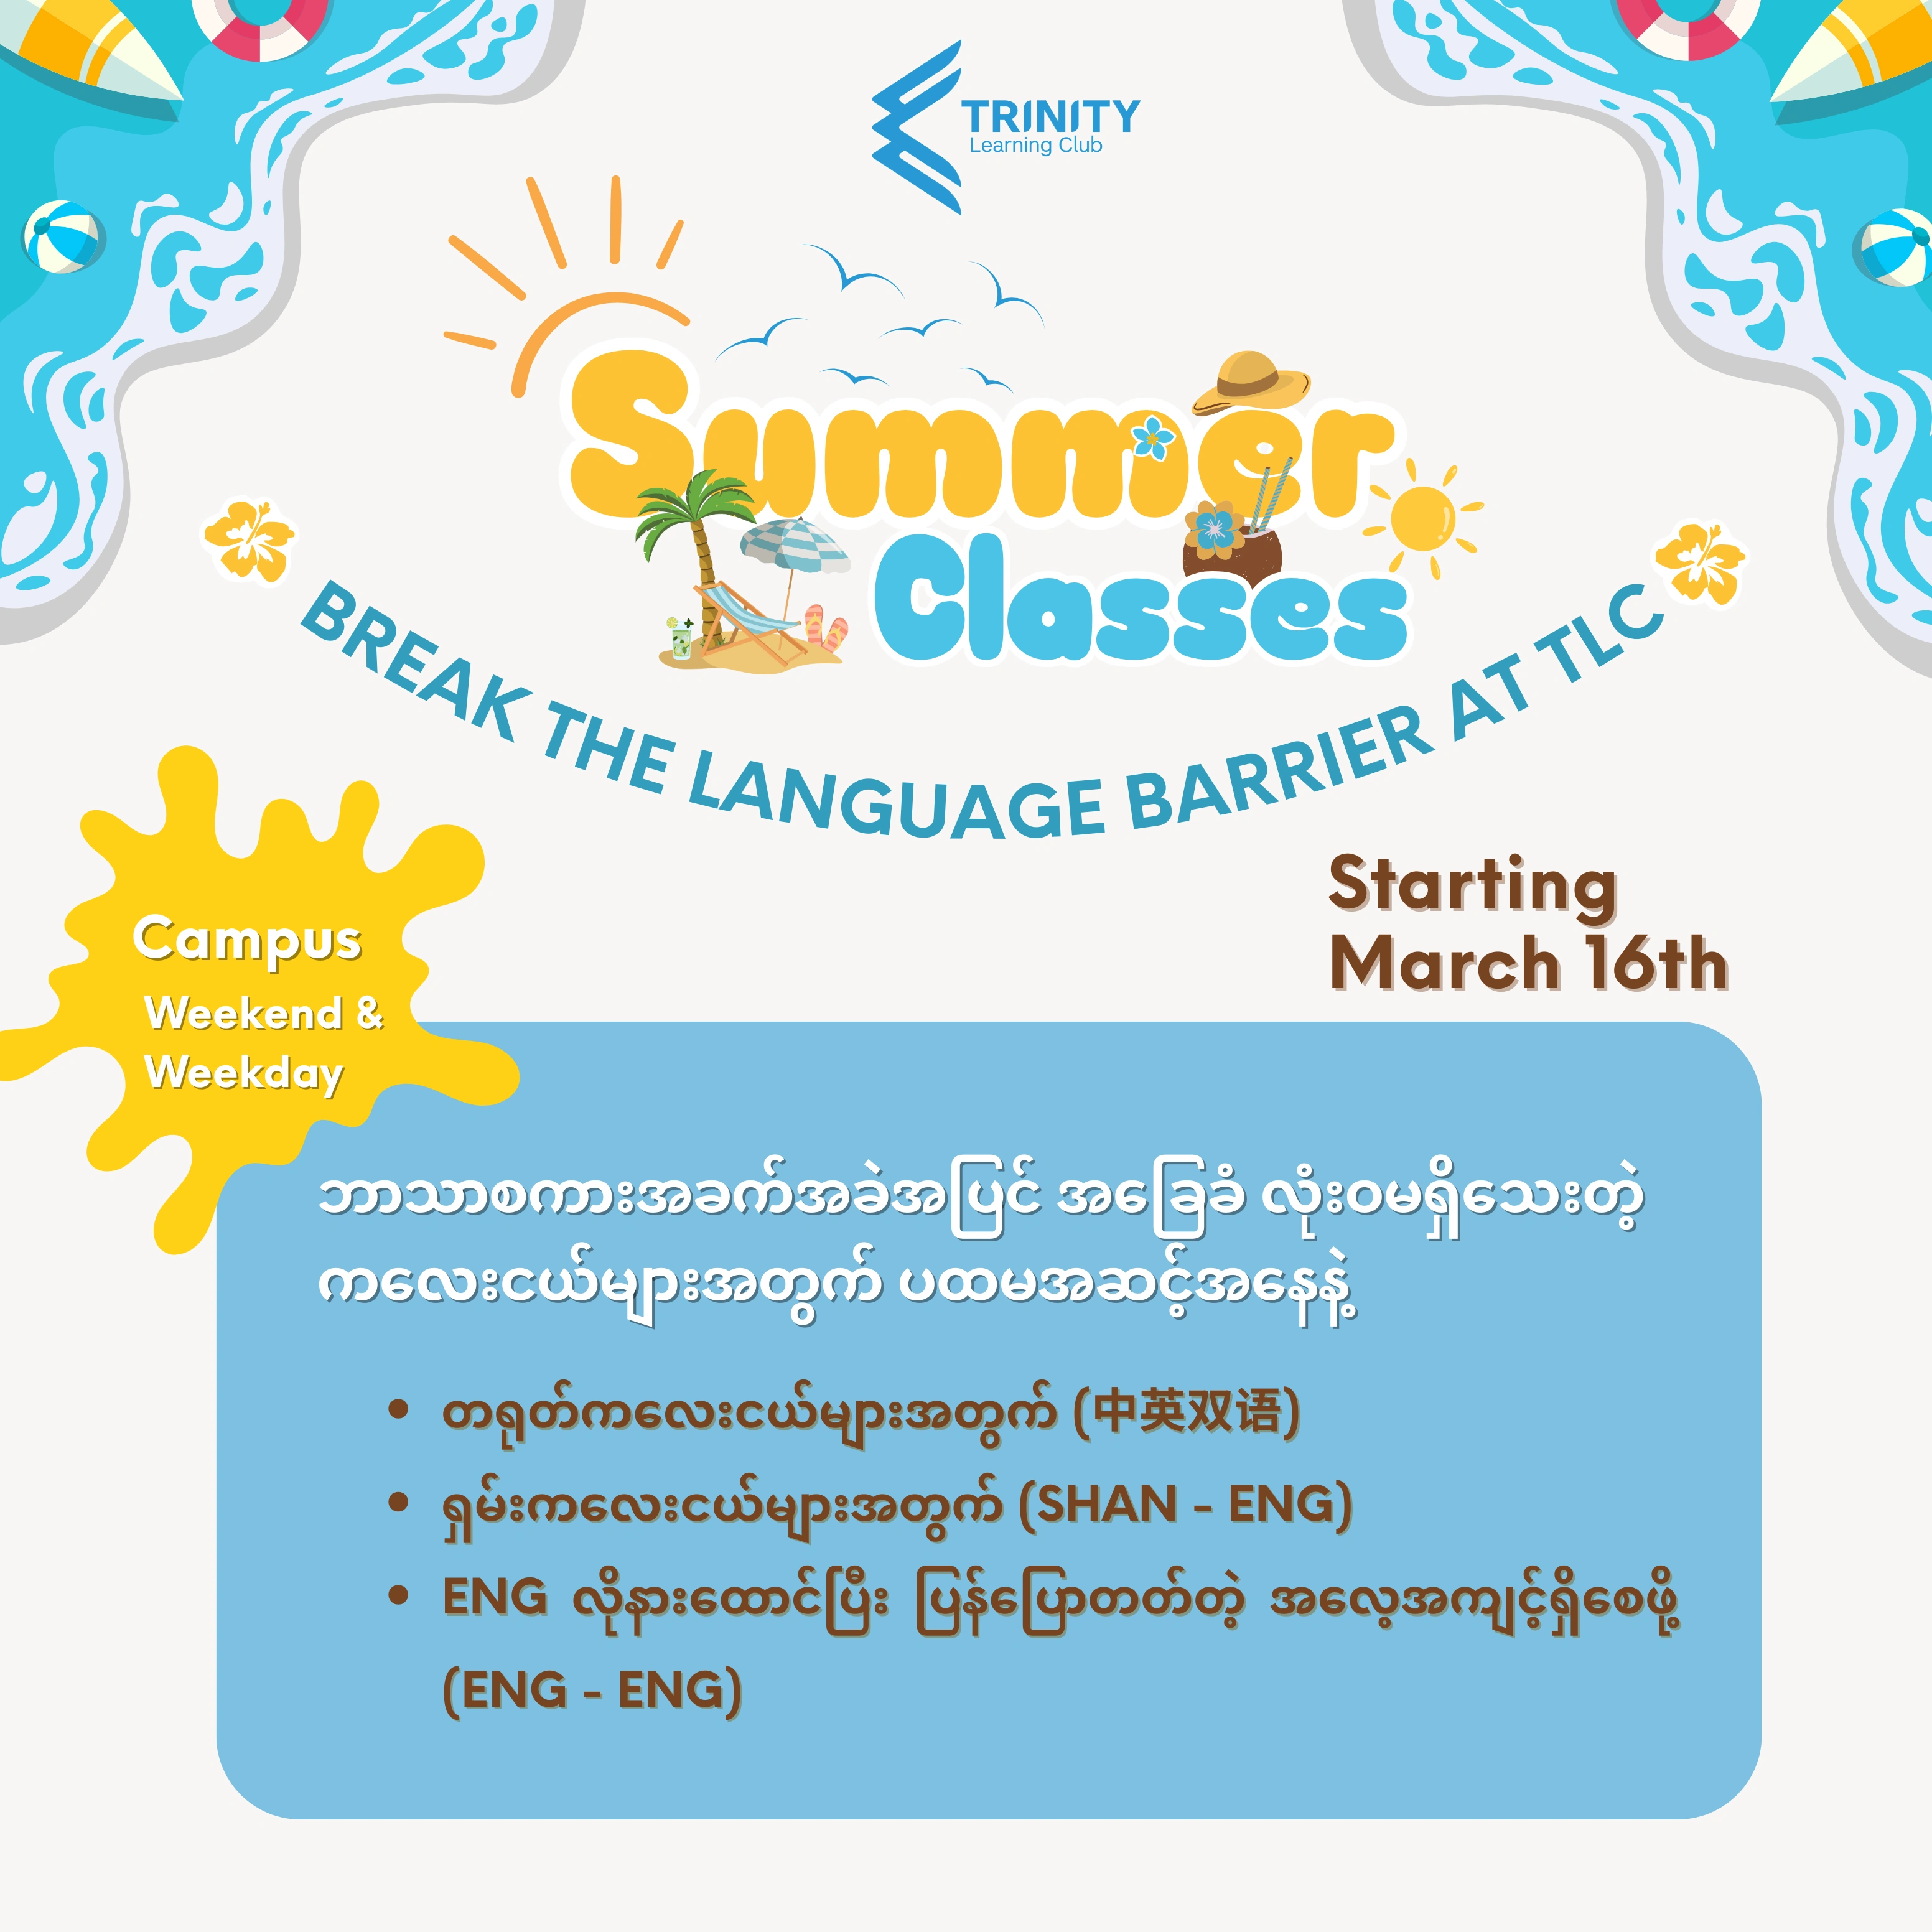 TRINITY
Learning Club
Summer
Classes
BREAK THE LANGUAGE BARRIER AT TLC
Starting
March 16th
Campus
Weekend &
Weekday
ဘာသာစကားအခက်အခဲအပြင် အခြေခံ လုံးဝမရှိသေးတဲ့
ကလေးငယ်များအတွက် ပထမအဆင့်အနေနဲ့
• တရုတ်ကလေးငယ်များအတွက် (中英双语)
• ရှမ်းကလေးငယ်များအတွက် (SHAN - ENG)
• ENG လိုနားထောင်ပြီး ပြန်ပြောတတ်တဲ့ အလေ့အကျင့်ရှိစေဖို့
(ENG - ENG)